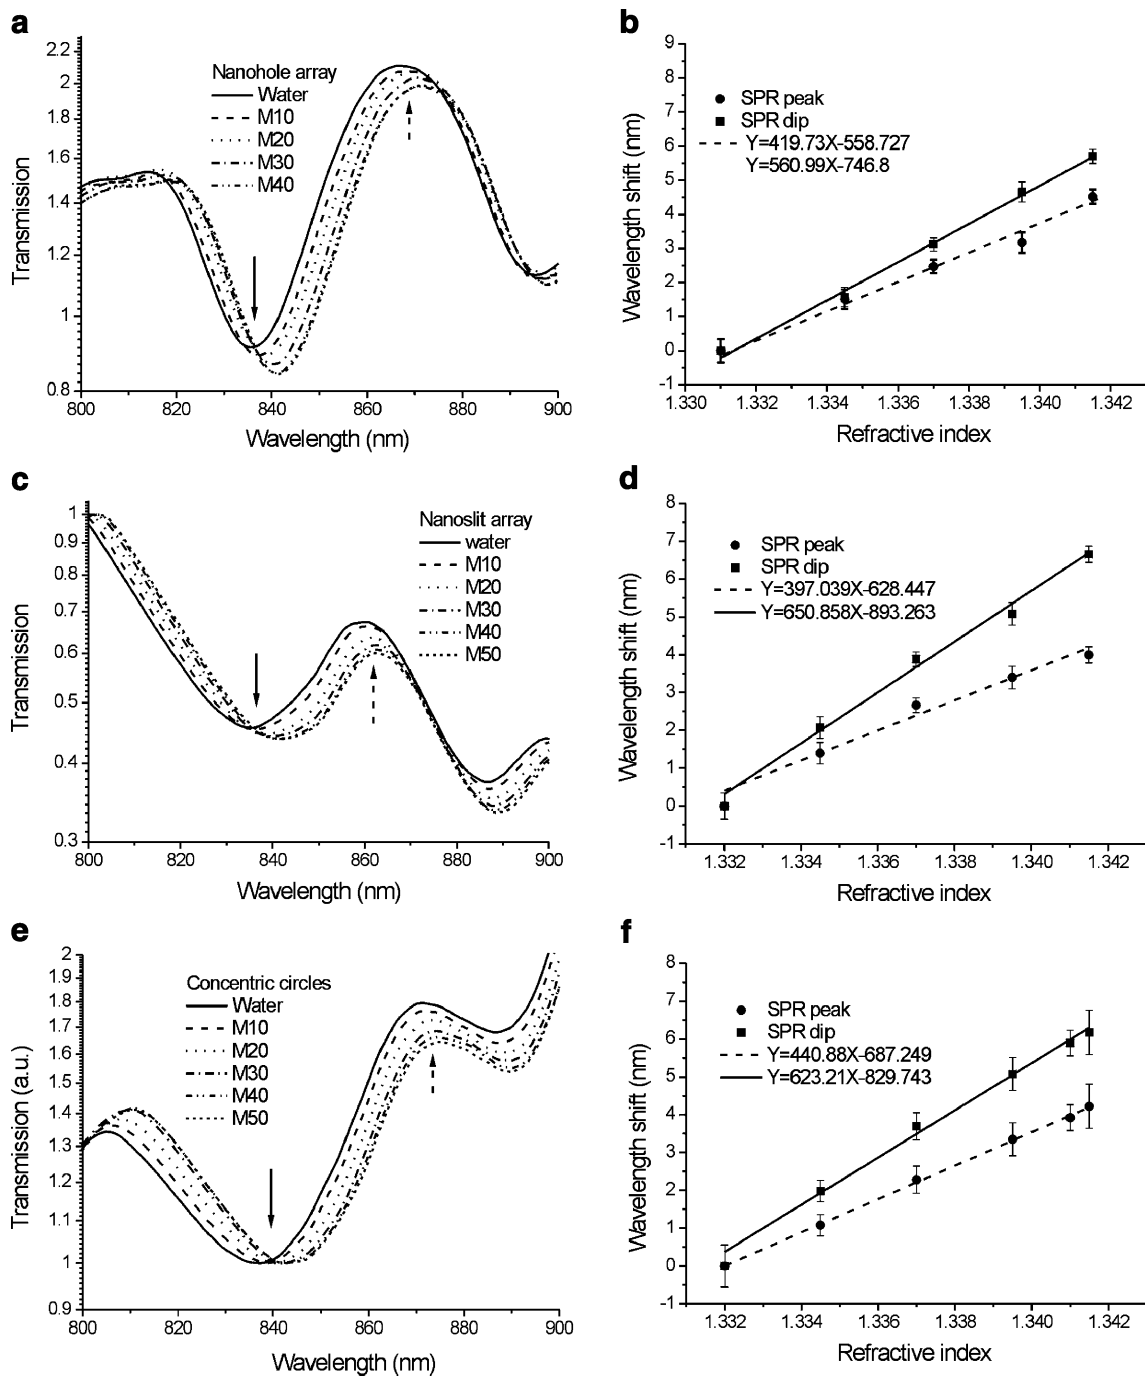 a
2.2
2
1.8
1.6
1.4
1.2
1
0.8
Transmission
Nanohole array
Water
M10
M20
M30
M40
800 820 840 860 880 900
Wavelength (nm)
b
9
8
7
6
5
4
3
2
1
0
-1
Wavelength shift (nm)
SPR peak
SPR dip
Y=419.73X-558.727
Y=560.99X-746.8
1.330 1.332 1.334 1.336 1.338 1.340 1.342
Refractive index
c
1
0.9
0.8
0.7
0.6
0.5
0.4
0.3
Transmission
Nanoslit array
water
M10
M20
M30
M40
M50
800 820 840 860 880 900
Wavelength (nm)
d
8
7
6
5
4
3
2
1
0
-1
Wavelength shift (nm)
SPR peak
SPR dip
Y=397.039X-628.447
Y=650.858X-893.263
1.332 1.334 1.336 1.338 1.340 1.342
Refractive index
e
2
1.9
1.8
1.7
1.6
1.5
1.4
1.3
1.2
1.1
1
0.9
Transmission (a.u.)
Concentric circles
Water
M10
M20
M30
M40
M50
800 820 840 860 880 900
Wavelength (nm)
f
8
7
6
5
4
3
2
1
0
-1
Wavelength shift (nm)
SPR peak
SPR dip
Y=440.88X-687.249
Y=623.21X-829.743
1.332 1.334 1.336 1.338 1.340 1.342
Refractive index